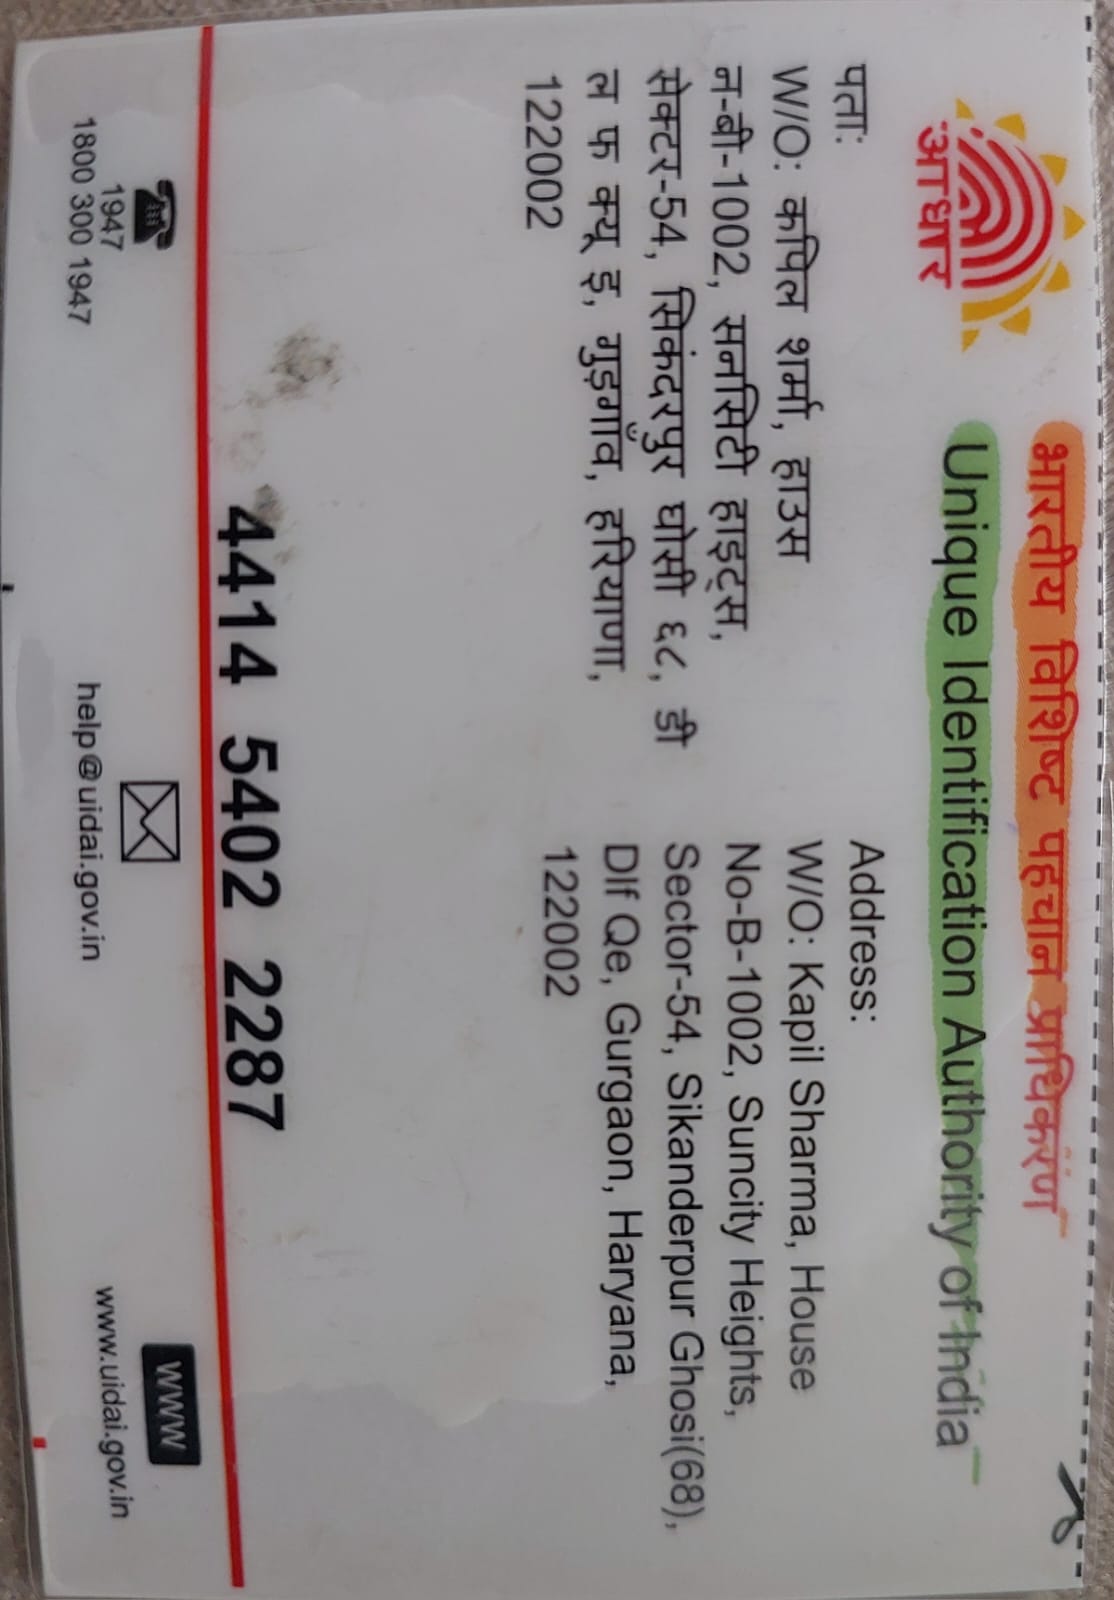 आधार
भारतीय विशिष्ट पहचान प्राधिकरण
Unique Identification Authority of India
पता:
W/O: कपिल शर्मा, हाउस
न-बी-1002, सनसिटी हाइट्स,
सेक्टर-54, सिकंदरपुर घोसी ६८, डी
ल फ क्यू इ, गुड़गाँव, हरियाणा,
122002
Address:
W/O: Kapil Sharma, House
No-B-1002, Suncity Heights,
Sector-54, Sikanderpur Ghosi(68),
Dlf Qe, Gurgaon, Haryana,
122002
4414 5402 2287
1947
1800 300 1947
help@uidai.gov.in
WWW
www.uidai.gov.in